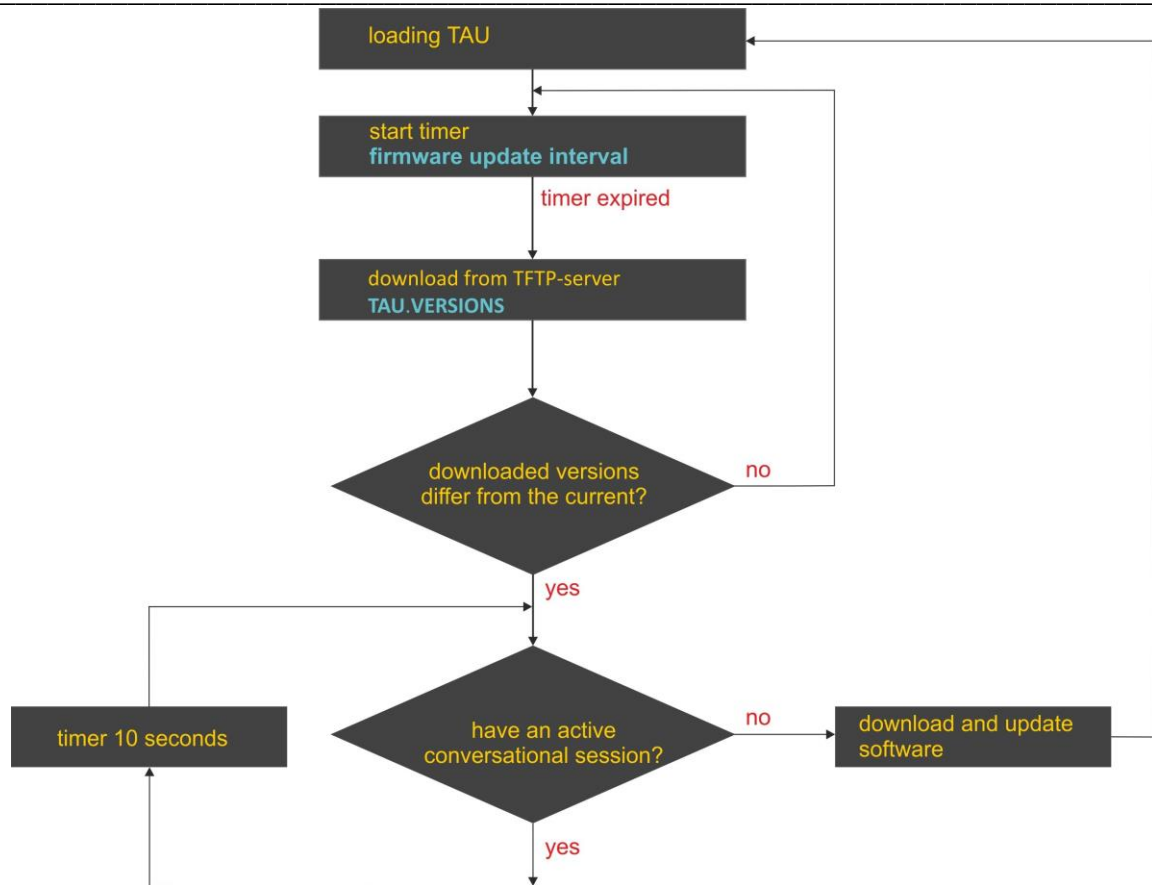 loading TAU
start timer
firmware update interval
timer expired
download from TFTP-server
TAU.VERSIONS
downloaded versions
differ from the current?
no
yes
timer 10 seconds
have an active
conversational session?
no
download and update
software
yes